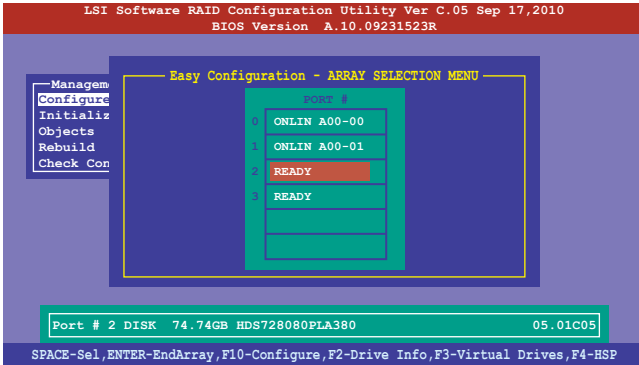 LSI Software RAID Configuration Utility Ver C.05 Sep 17,2010
BIOS Version A.10.09231523R
Managem
Configure
Initializ
Objects
Rebuild
Check Con
Easy Configuration - ARRAY SELECTION MENU
PORT #
0 ONLIN A00-00
1 ONLIN A00-01
2 READY
3 READY
Port # 2 DISK 74.74GB HDS728080PLA380 05.01C05
SPACE-Sel,ENTER-EndArray,F10-Configure,F2-Drive Info,F3-Virtual Drives,F4-HSP